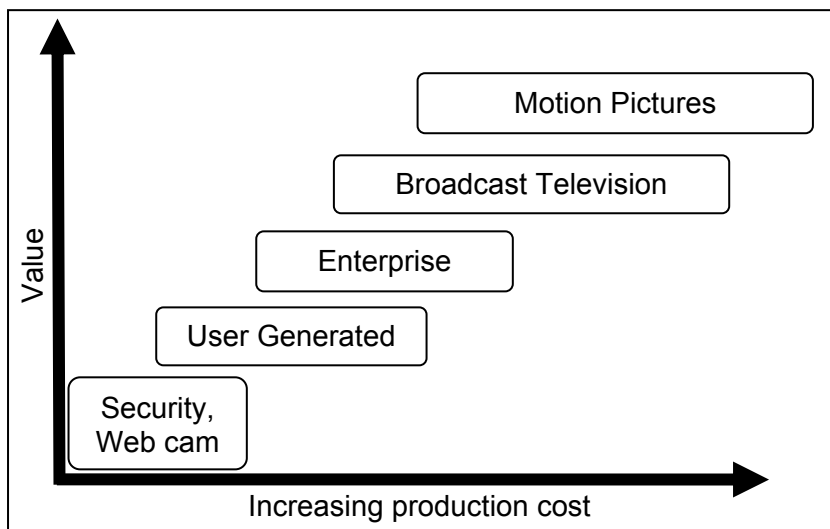 Motion Pictures
Broadcast Television
Enterprise
User Generated
Security,
Web cam
Value
Increasing production cost